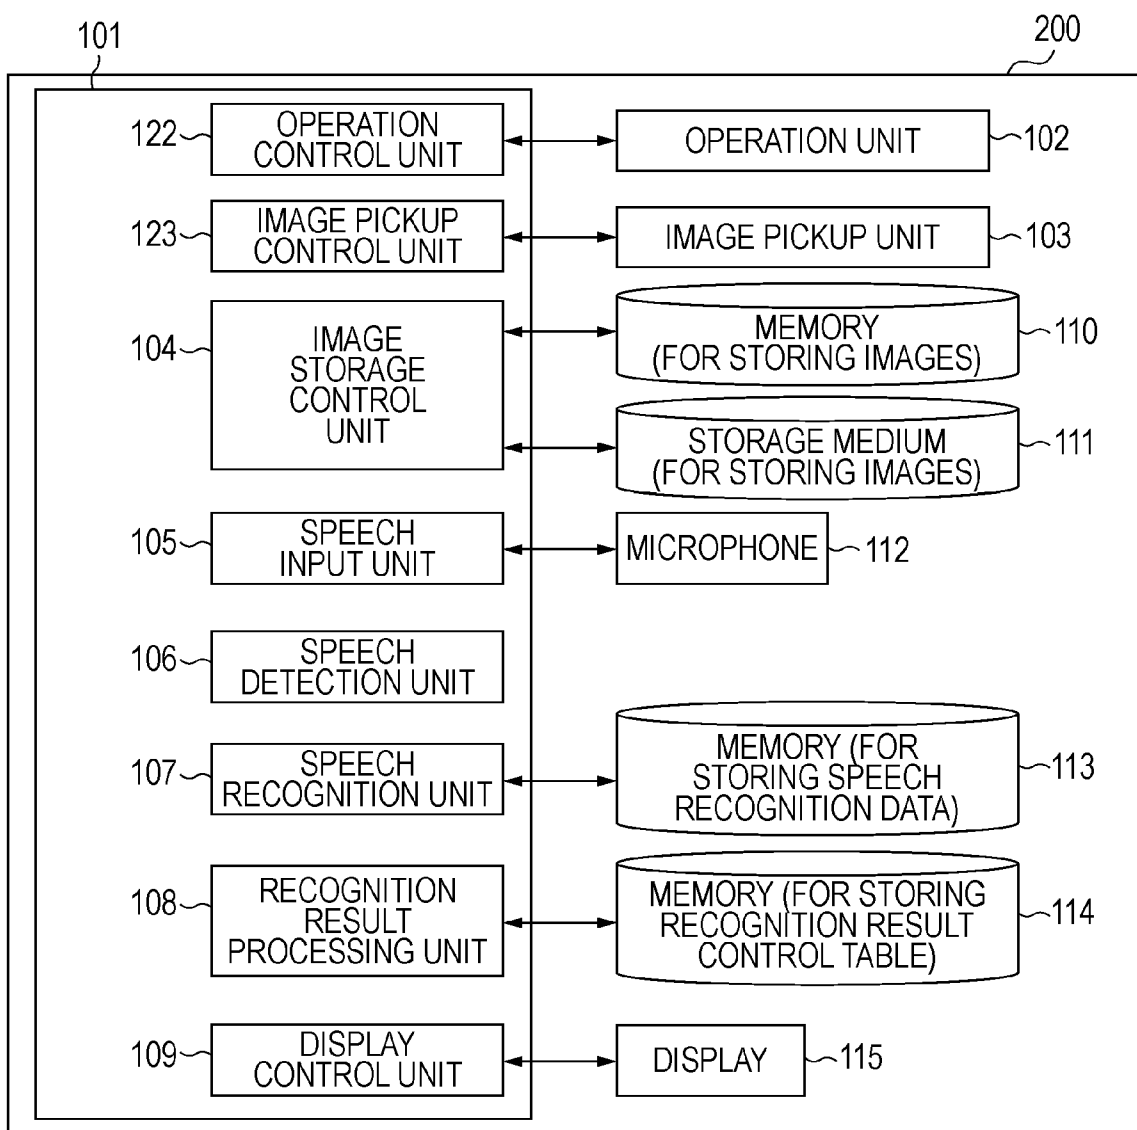 101
200
122
OPERATION
CONTROL UNIT
OPERATION UNIT
102
123
IMAGE PICKUP
CONTROL UNIT
IMAGE PICKUP UNIT
103
104
IMAGE
STORAGE
CONTROL
UNIT
MEMORY
(FOR STORING IMAGES)
110
STORAGE MEDIUM
(FOR STORING IMAGES)
111
105
SPEECH
INPUT UNIT
MICROPHONE
112
106
SPEECH
DETECTION UNIT
107
SPEECH
RECOGNITION UNIT
MEMORY (FOR
STORING SPEECH
RECOGNITION DATA)
113
108
RECOGNITION
RESULT
PROCESSING UNIT
MEMORY (FOR STORING
RECOGNITION RESULT
CONTROL TABLE)
114
109
DISPLAY
CONTROL UNIT
DISPLAY
115